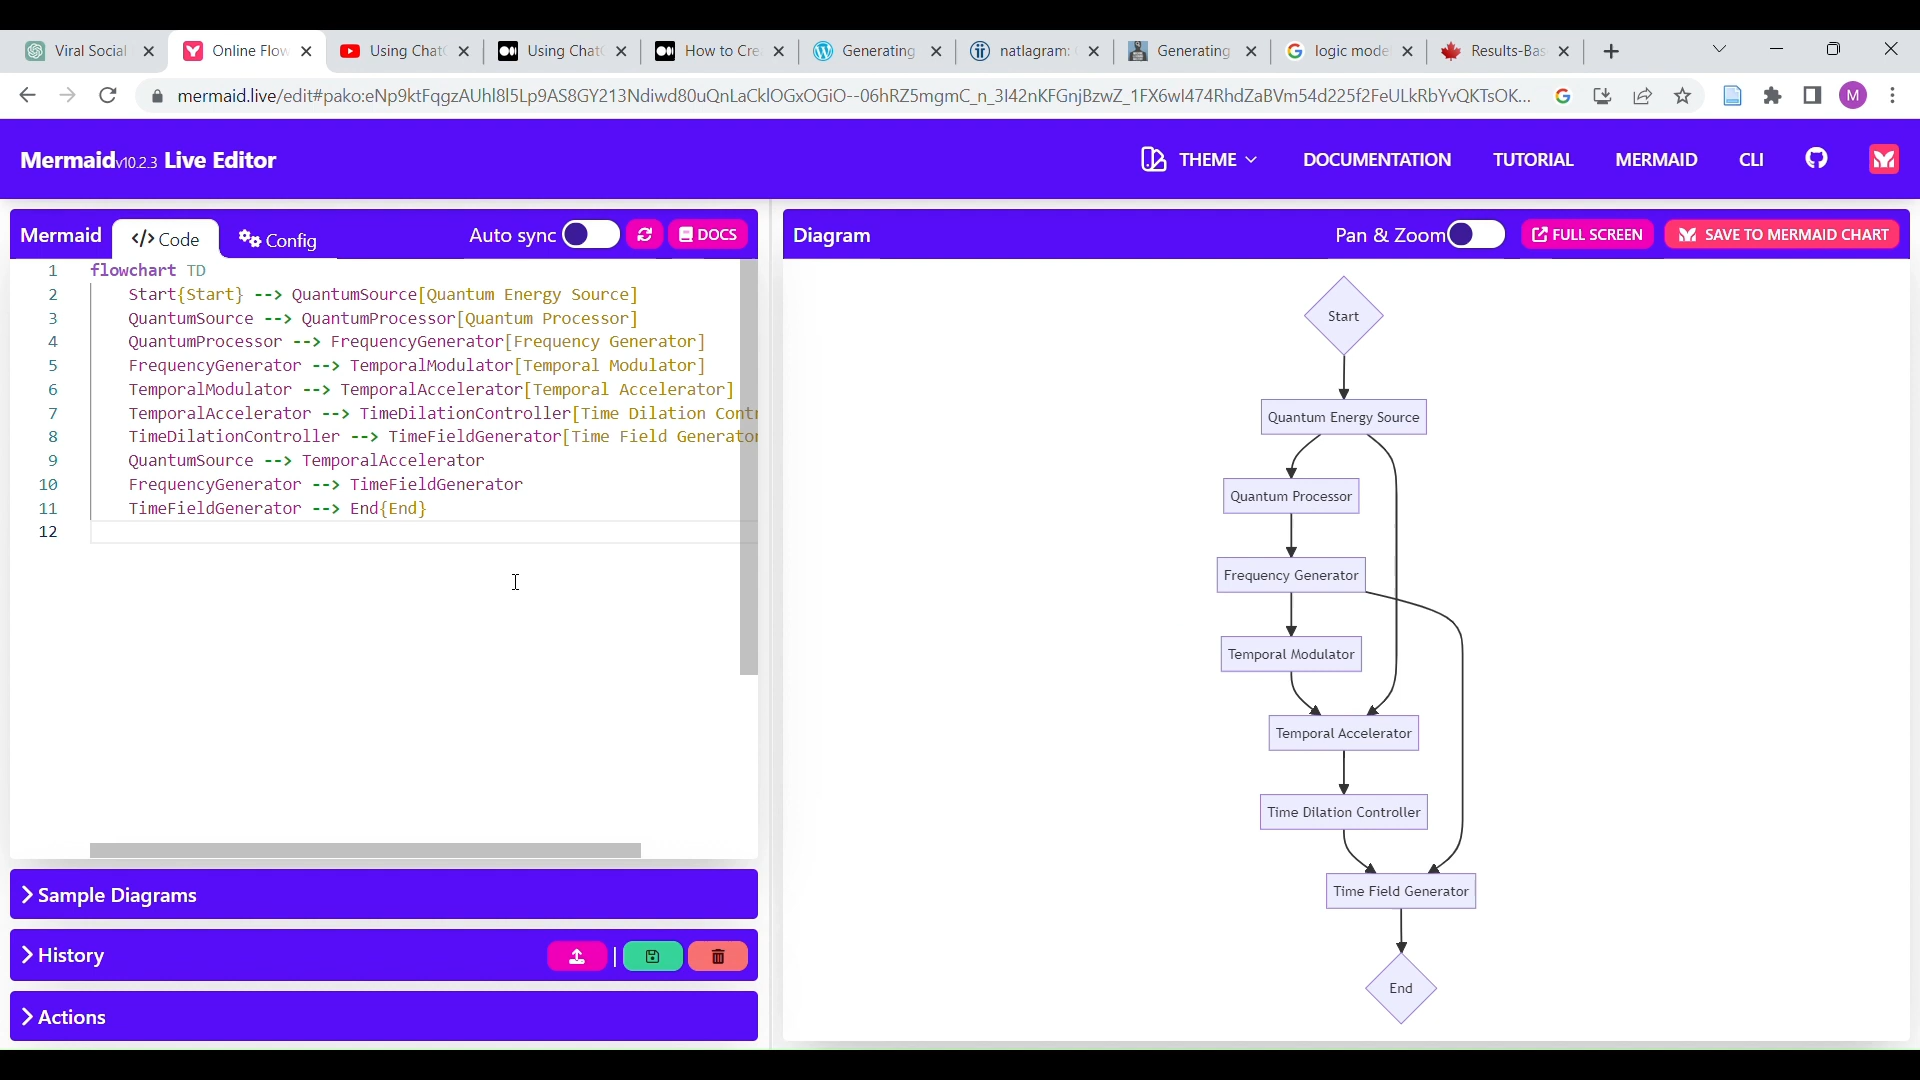 Viral Social
Online Flow
Using Chat
Using Chat
How to Cre
Generating
natlagram:
Generating
logic mode
Results-Bas
mermaid.live/edit#pako:eNp9ktFqgzAUhl8l5Lp9AS8GY213Ndiwd80uQnLaCklOGxOGiO--06hRZ5mgmC_n_3l42nKFGnjBzwZ_1FX6wl474RhdZaBVm54d225f2FeULkRbYvQKTsOK...
M
Mermaidv10.2.3 Live Editor
THEME
DOCUMENTATION
TUTORIAL
MERMAID
CLI
Mermaid
</> Code
Config
Auto sync
DOCS
1 flowchart TD
2 Start{Start} --> QuantumSource[Quantum Energy Source]
3 QuantumSource --> QuantumProcessor[Quantum Processor]
4 QuantumProcessor --> FrequencyGenerator[Frequency Generator]
5 FrequencyGenerator --> TemporalModulator[Temporal Modulator]
6 TemporalModulator --> TemporalAccelerator[Temporal Accelerator]
7 TemporalAccelerator --> TimeDilationController[Time Dilation Contr
8 TimeDilationController --> TimeFieldGenerator[Time Field Generator
9 QuantumSource --> TemporalAccelerator
10 FrequencyGenerator --> TimeFieldGenerator
11 TimeFieldGenerator --> End{End}
12
Sample Diagrams
History
Actions
Diagram
Pan & Zoom
FULL SCREEN
SAVE TO MERMAID CHART
Start
Quantum Energy Source
Quantum Processor
Frequency Generator
Temporal Modulator
Temporal Accelerator
Time Dilation Controller
Time Field Generator
End